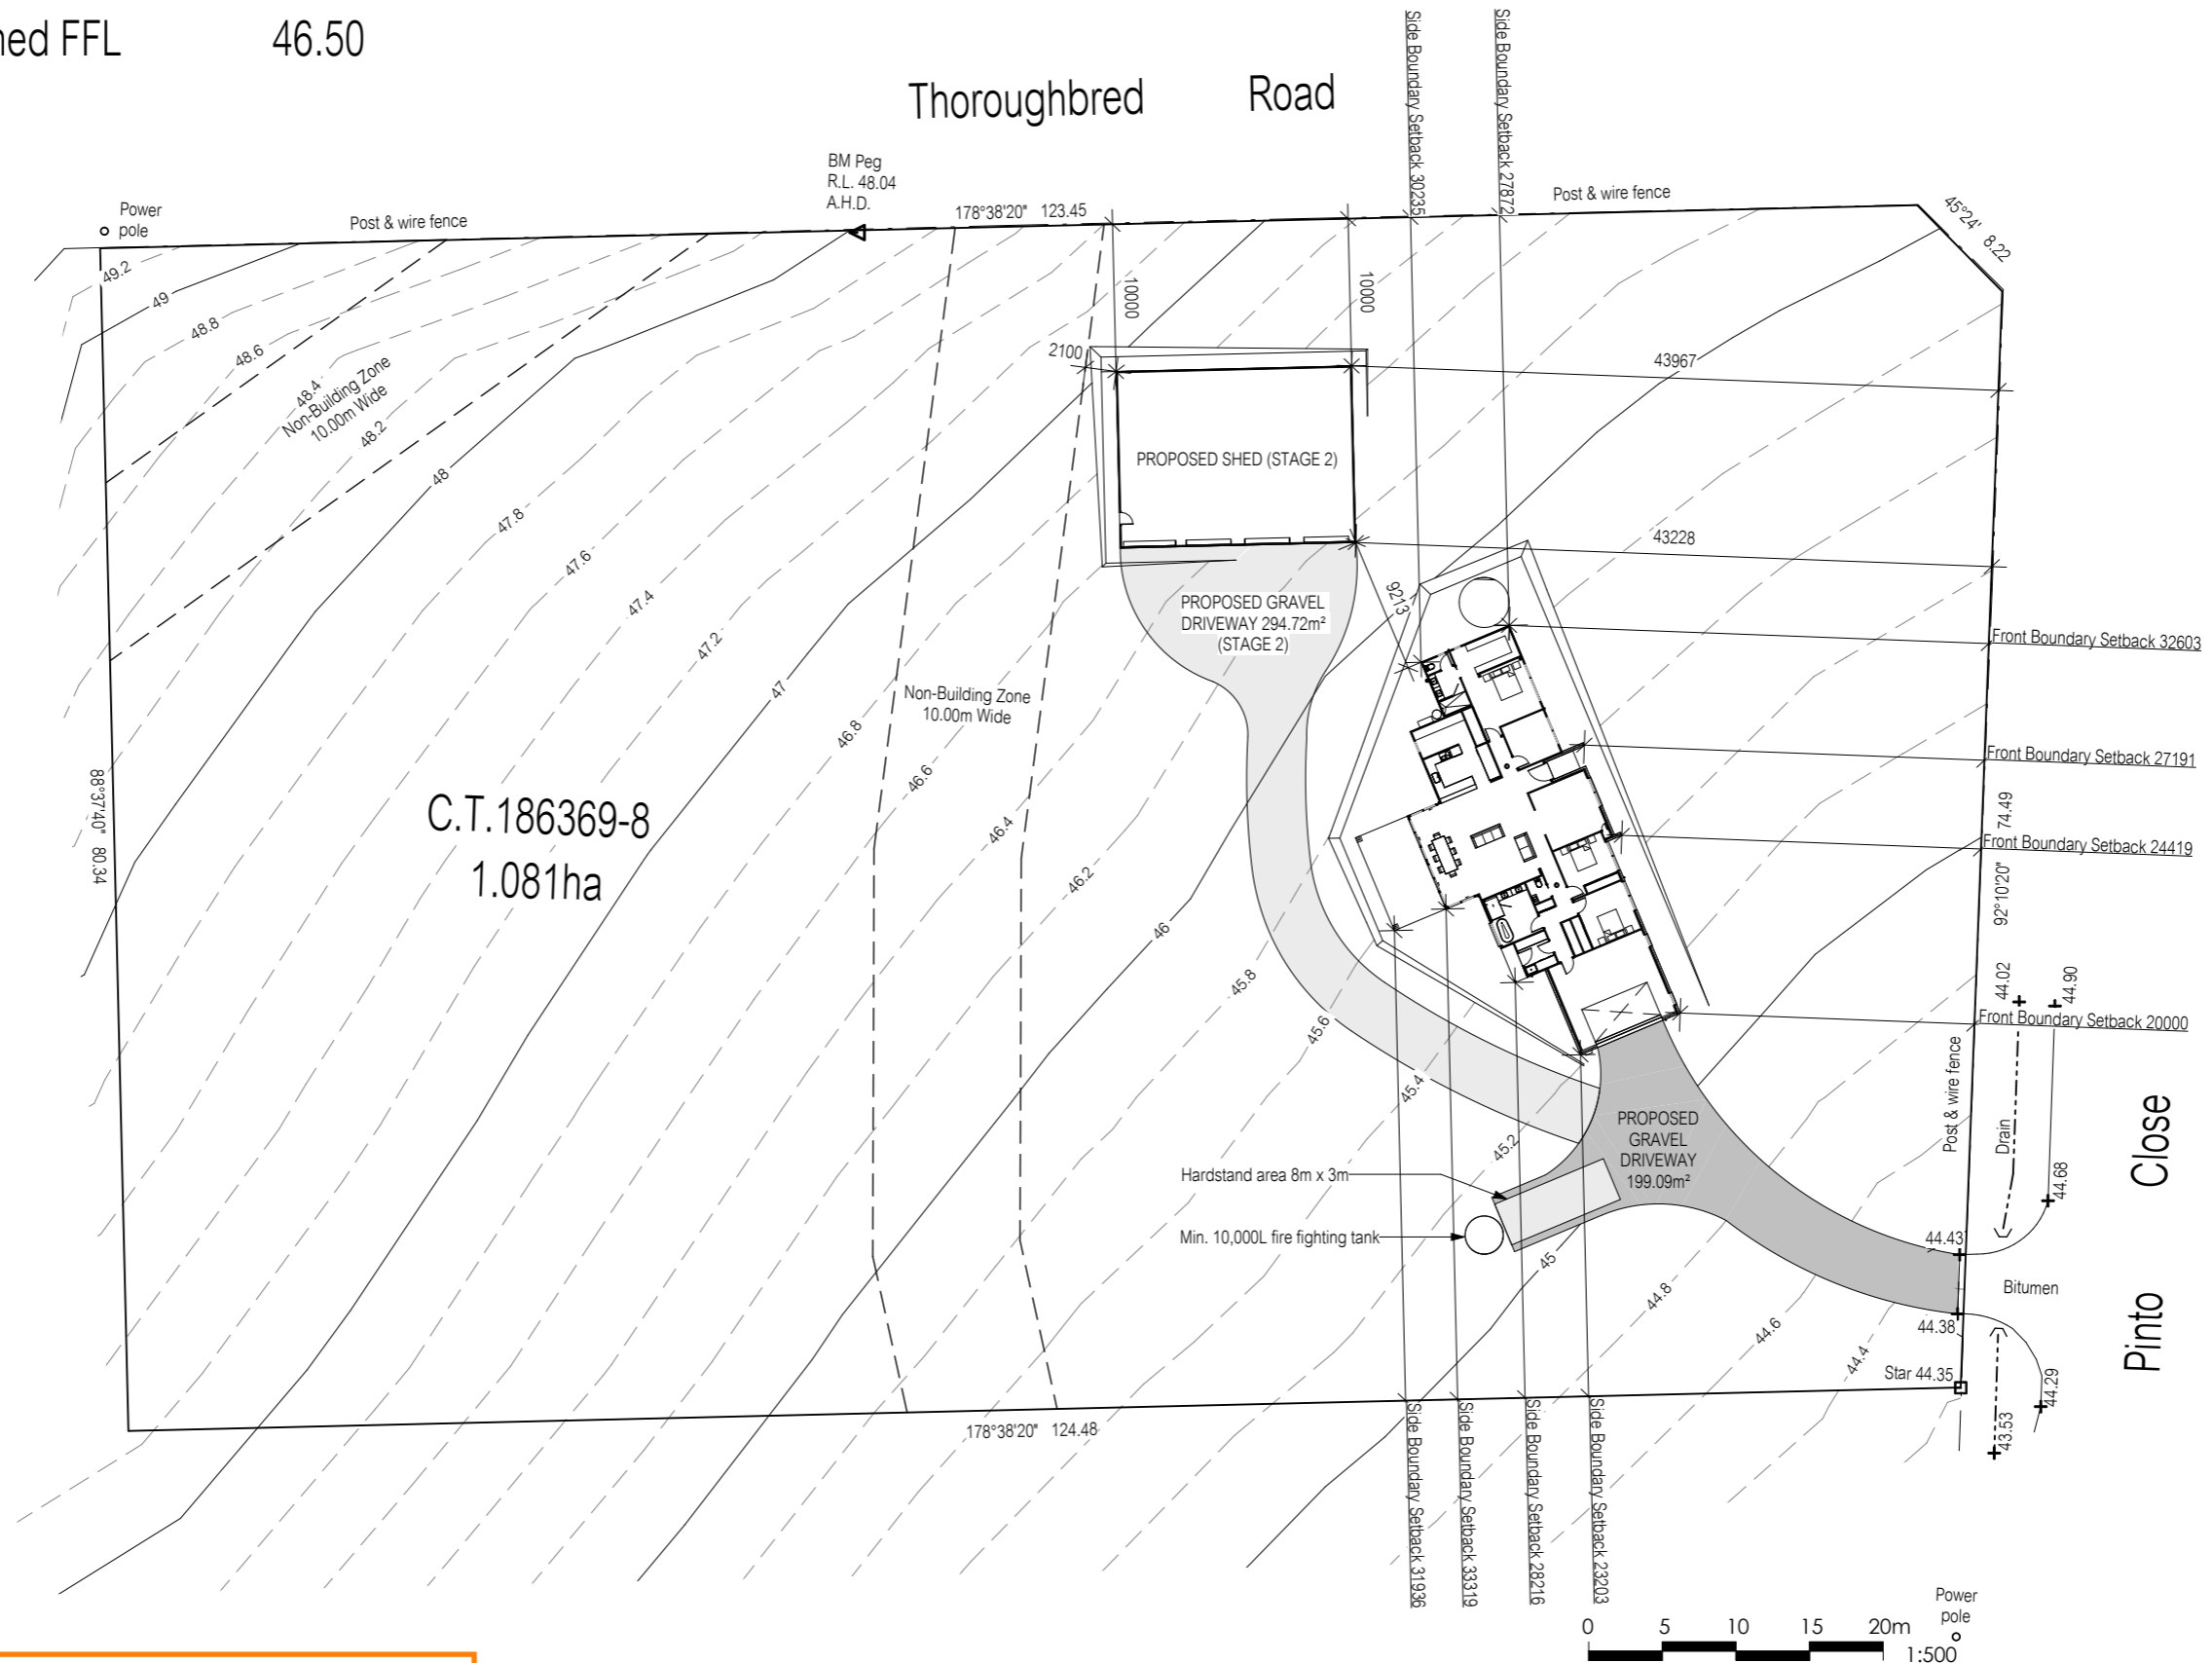 ned FFL 46.50
Thoroughbred Road
Side Boundary Setback 30235
Side Boundary Setback 27872
BM Peg
R.L. 48.04
A.H.D.
Power
pole
Post & wire fence
178°38'20" 123.45
Post & wire fence
45°24' 8.22
49.2
49
48.8
48.6
48.4
Non-Building Zone
10.00m Wide
48.2
48
47.8
47.6
47.4
47.2
47
46.8
46.6
46.4
46.2
46
45.8
45.6
45.4
45.2
45
44.8
44.6
44.4
10000
10000
2100
43967
PROPOSED SHED (STAGE 2)
43228
9213
PROPOSED GRAVEL
DRIVEWAY 294.72m²
(STAGE 2)
Non-Building Zone
10.00m Wide
Front Boundary Setback 32603
Front Boundary Setback 27191
Front Boundary Setback 24419
Front Boundary Setback 20000
92°10'20" 74.49
88°37'40" 80.34
C.T.186369-8
1.081ha
44.02
44.90
Post & wire fence
Drain
44.68
PROPOSED
GRAVEL
DRIVEWAY
199.09m²
Hardstand area 8m x 3m
Min. 10,000L fire fighting tank
44.43
Bitumen
44.38
Star 44.35
44.29
43.53
Pinto Close
178°38'20" 124.48
Side Boundary Setback 31936
Side Boundary Setback 33319
Side Boundary Setback 28216
Side Boundary Setback 23203
Power
pole
0 5 10 15 20m
1:500